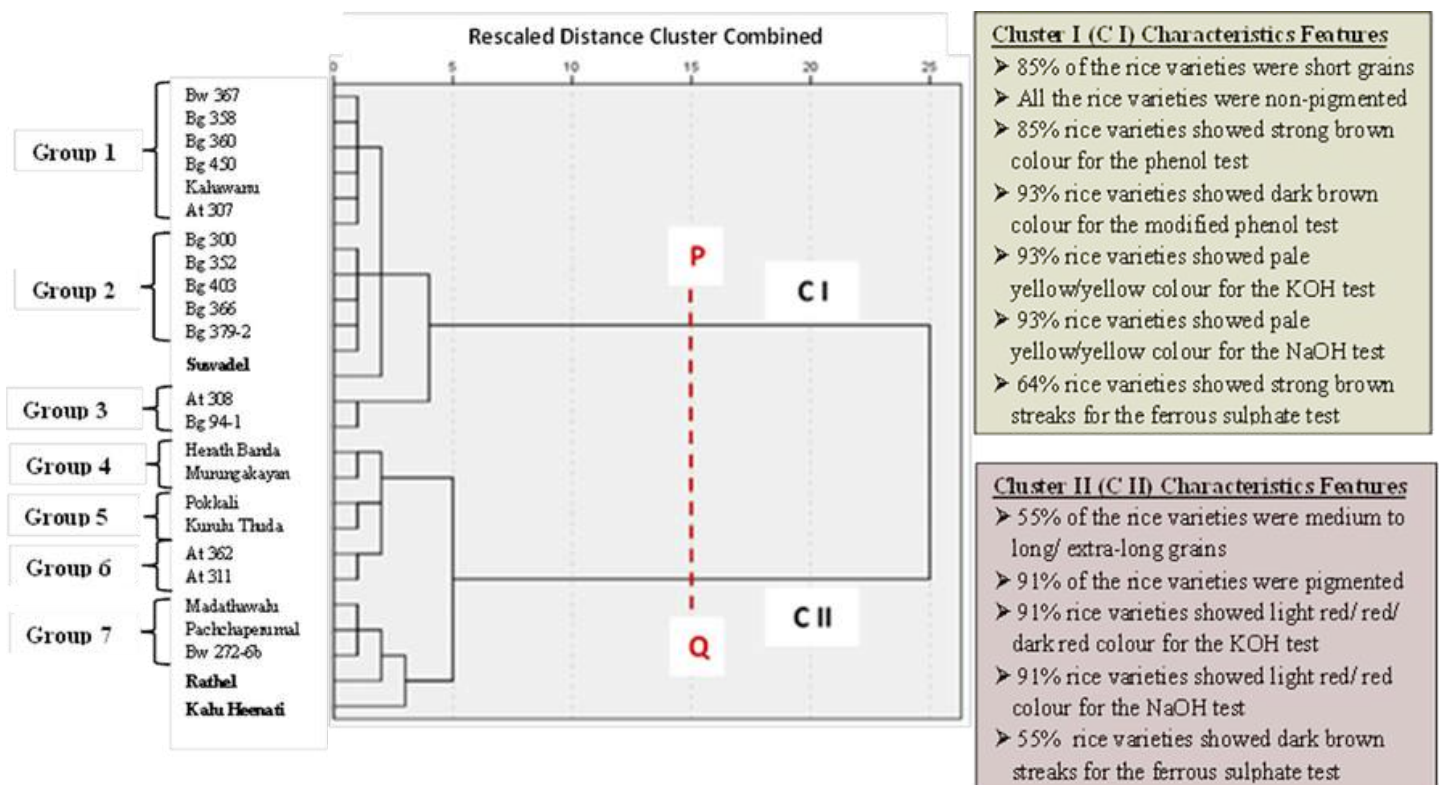 Rescaled Distance Cluster Combined
0 5 10 15 20 25
Group 1
Bw 367
Bg 358
Bg 360
Bg 450
Kahawanu
At 307
Group 2
Bg 300
Bg 352
Bg 403
Bg 366
Bg 379-2
Suwadel
Group 3
At 308
Bg 94-1
Group 4
Herath Banda
Murungakayan
Group 5
Pokkali
Kurulu Thuda
Group 6
At 362
At 311
Group 7
Madathawalu
Pachchaperumal
Bw 272-6b
Rathel
Kalu Heenati
P
C I
C II
Q
Cluster I (C I) Characteristics Features
➤ 85% of the rice varieties were short grains
➤ All the rice varieties were non-pigmented
➤ 85% rice varieties showed strong brown
colour for the phenol test
➤ 93% rice varieties showed dark brown
colour for the modified phenol test
➤ 93% rice varieties showed pale
yellow/yellow colour for the KOH test
➤ 93% rice varieties showed pale
yellow/yellow colour for the NaOH test
➤ 64% rice varieties showed strong brown
streaks for the ferrous sulphate test
Cluster II (C II) Characteristics Features
➤ 55% of the rice varieties were medium to
long/ extra-long grains
➤ 91% of the rice varieties were pigmented
➤ 91% rice varieties showed light red/ red/
dark red colour for the KOH test
➤ 91% rice varieties showed light red/ red
colour for the NaOH test
➤ 55% rice varieties showed dark brown
streaks for the ferrous sulphate test